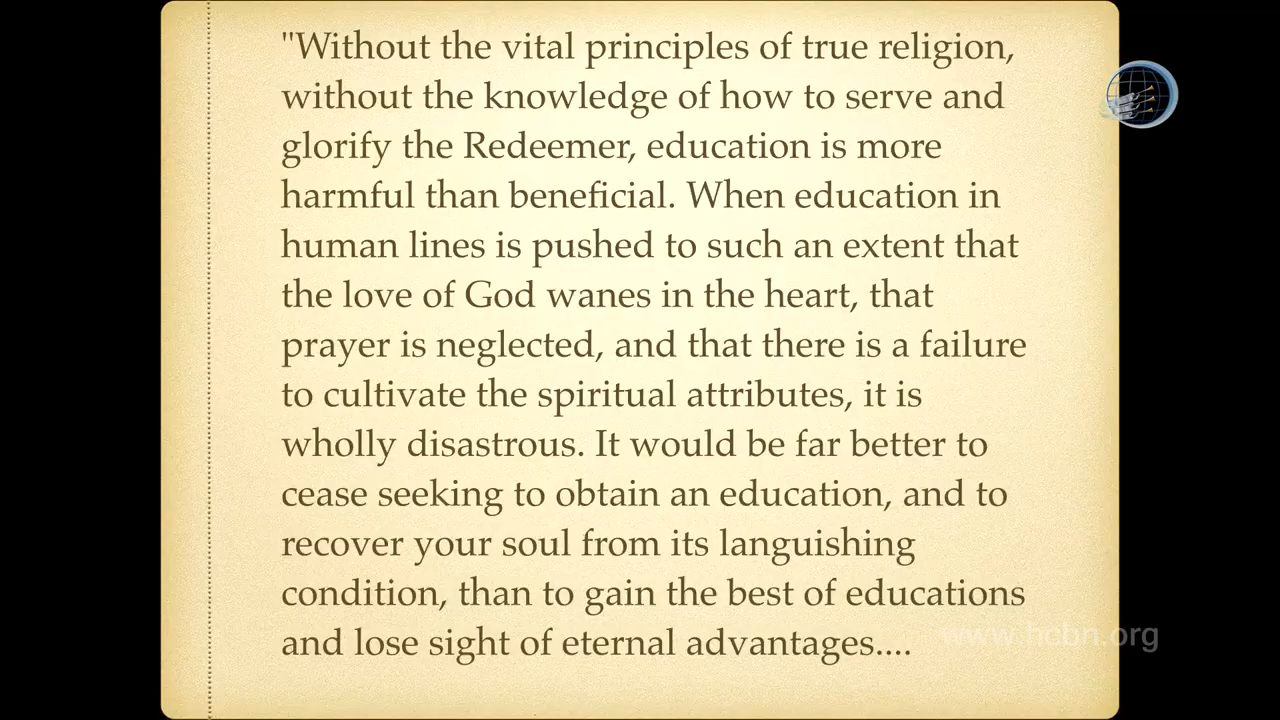 "Without the vital principles of true religion,
without the knowledge of how to serve and
glorify the Redeemer, education is more
harmful than beneficial. When education in
human lines is pushed to such an extent that
the love of God wanes in the heart, that
prayer is neglected, and that there is a failure
to cultivate the spiritual attributes, it is
wholly disastrous. It would be far better to
cease seeking to obtain an education, and to
recover your soul from its languishing
condition, than to gain the best of educations
and lose sight of eternal advantages....
www.hcbn.org